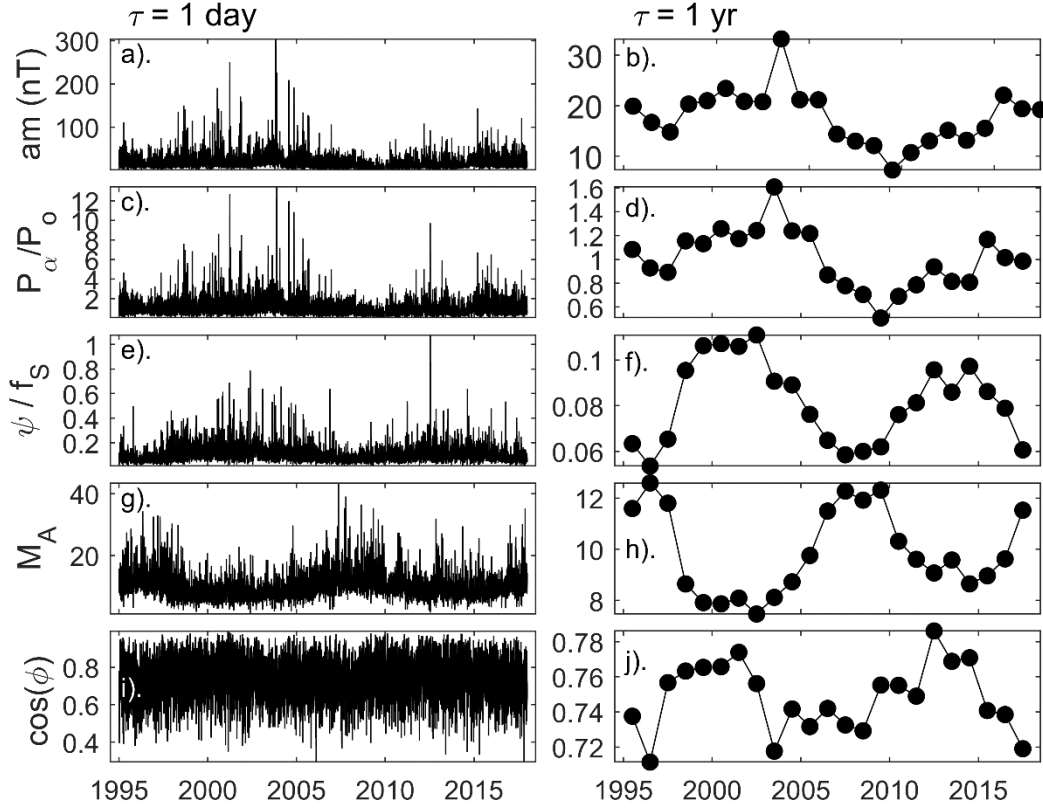 τ = 1 day
τ = 1 yr
am (nT)
300
200
100
a).
30
20
10
b).
P_α/P_o
12
10
8
6
4
2
c).
1.6
1.4
1.2
1
0.8
0.6
d).
ψ / f_S
1
0.8
0.6
0.4
0.2
e).
0.1
0.08
0.06
f).
M_A
40
20
g).
12
10
8
h).
cos(ϕ)
0.8
0.6
0.4
i).
0.78
0.76
0.74
0.72
j).
1995 2000 2005 2010 2015
1995 2000 2005 2010 2015